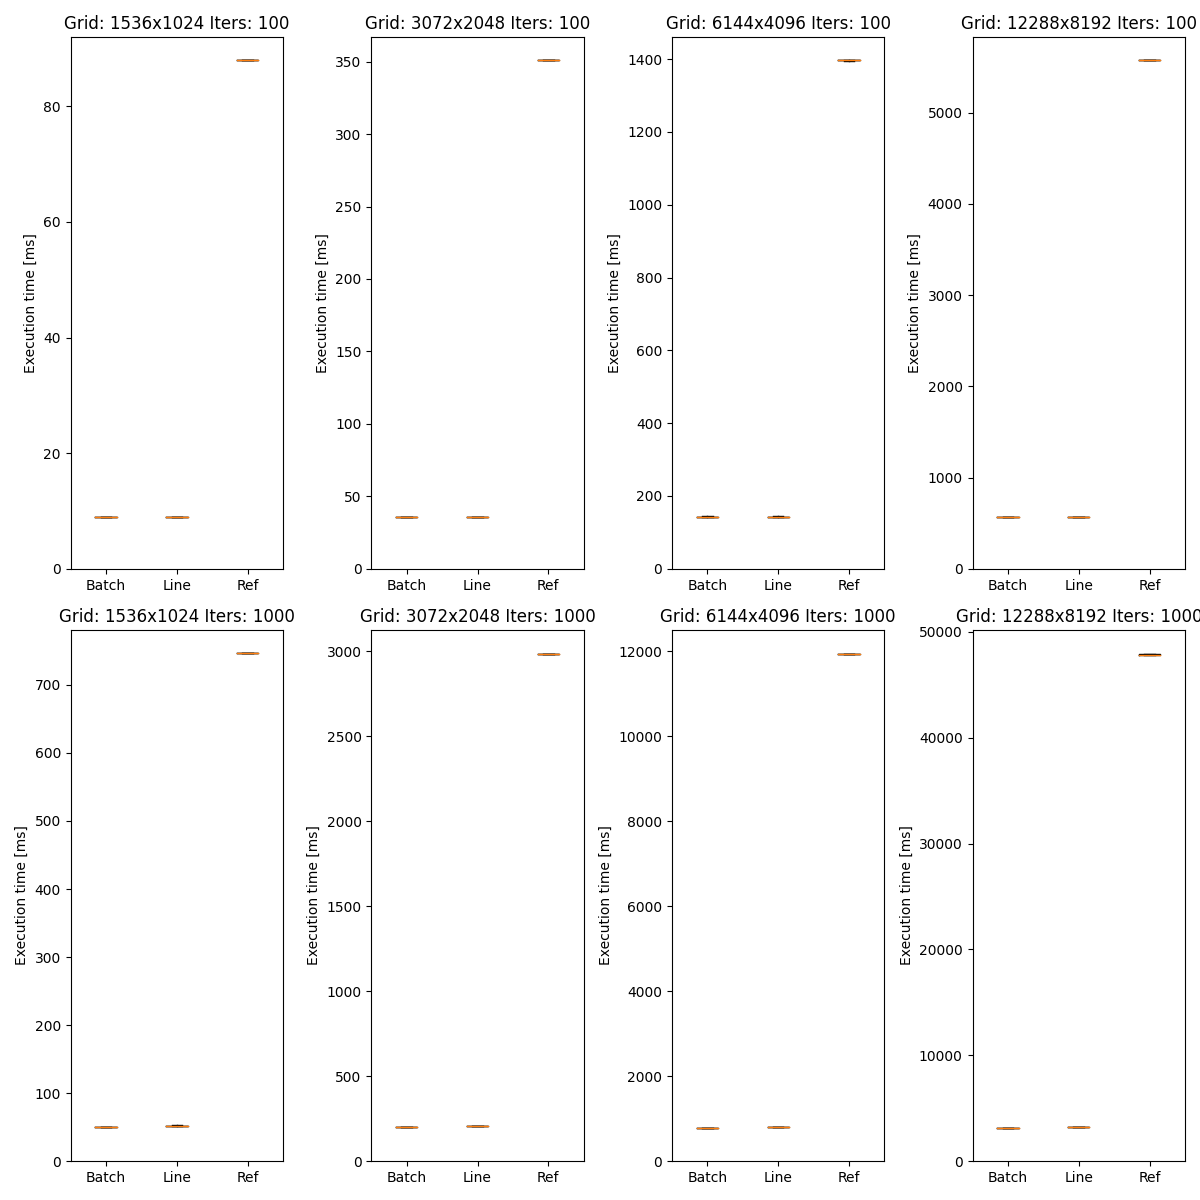 Grid: 1536x1024 Iters: 100
Grid: 3072x2048 Iters: 100
Grid: 6144x4096 Iters: 100
Grid: 12288x8192 Iters: 100
Execution time [ms]
80
60
40
20
0
Batch Line Ref
Execution time [ms]
350
300
250
200
150
100
50
0
Batch Line Ref
Execution time [ms]
1400
1200
1000
800
600
400
200
0
Batch Line Ref
Execution time [ms]
5000
4000
3000
2000
1000
0
Batch Line Ref
Grid: 1536x1024 Iters: 1000
Grid: 3072x2048 Iters: 1000
Grid: 6144x4096 Iters: 1000
Grid: 12288x8192 Iters: 1000
Execution time [ms]
700
600
500
400
300
200
100
0
Batch Line Ref
Execution time [ms]
3000
2500
2000
1500
1000
500
0
Batch Line Ref
Execution time [ms]
12000
10000
8000
6000
4000
2000
0
Batch Line Ref
Execution time [ms]
50000
40000
30000
20000
10000
0
Batch Line Ref